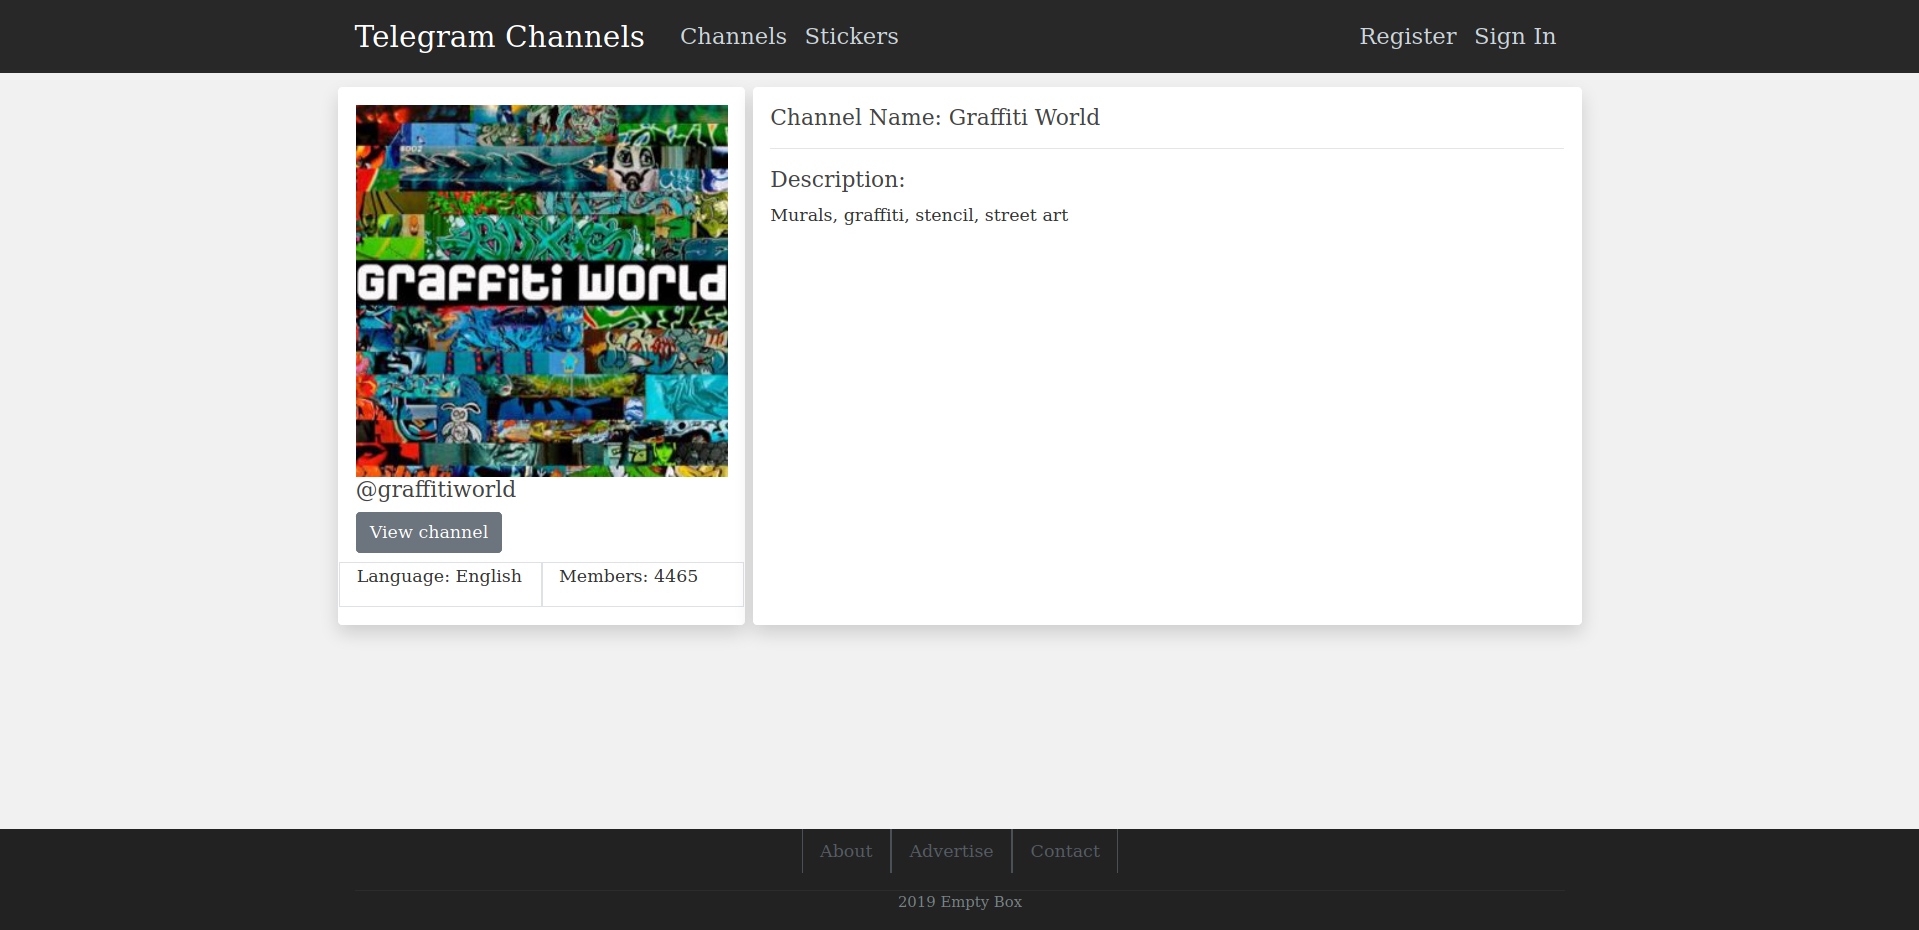 Telegram Channels Channels Stickers Register Sign In
Graffiti World
@graffitiworld
View channel
Language: English Members: 4465
Channel Name: Graffiti World
Description:
Murals, graffiti, stencil, street art
About Advertise Contact
2019 Empty Box